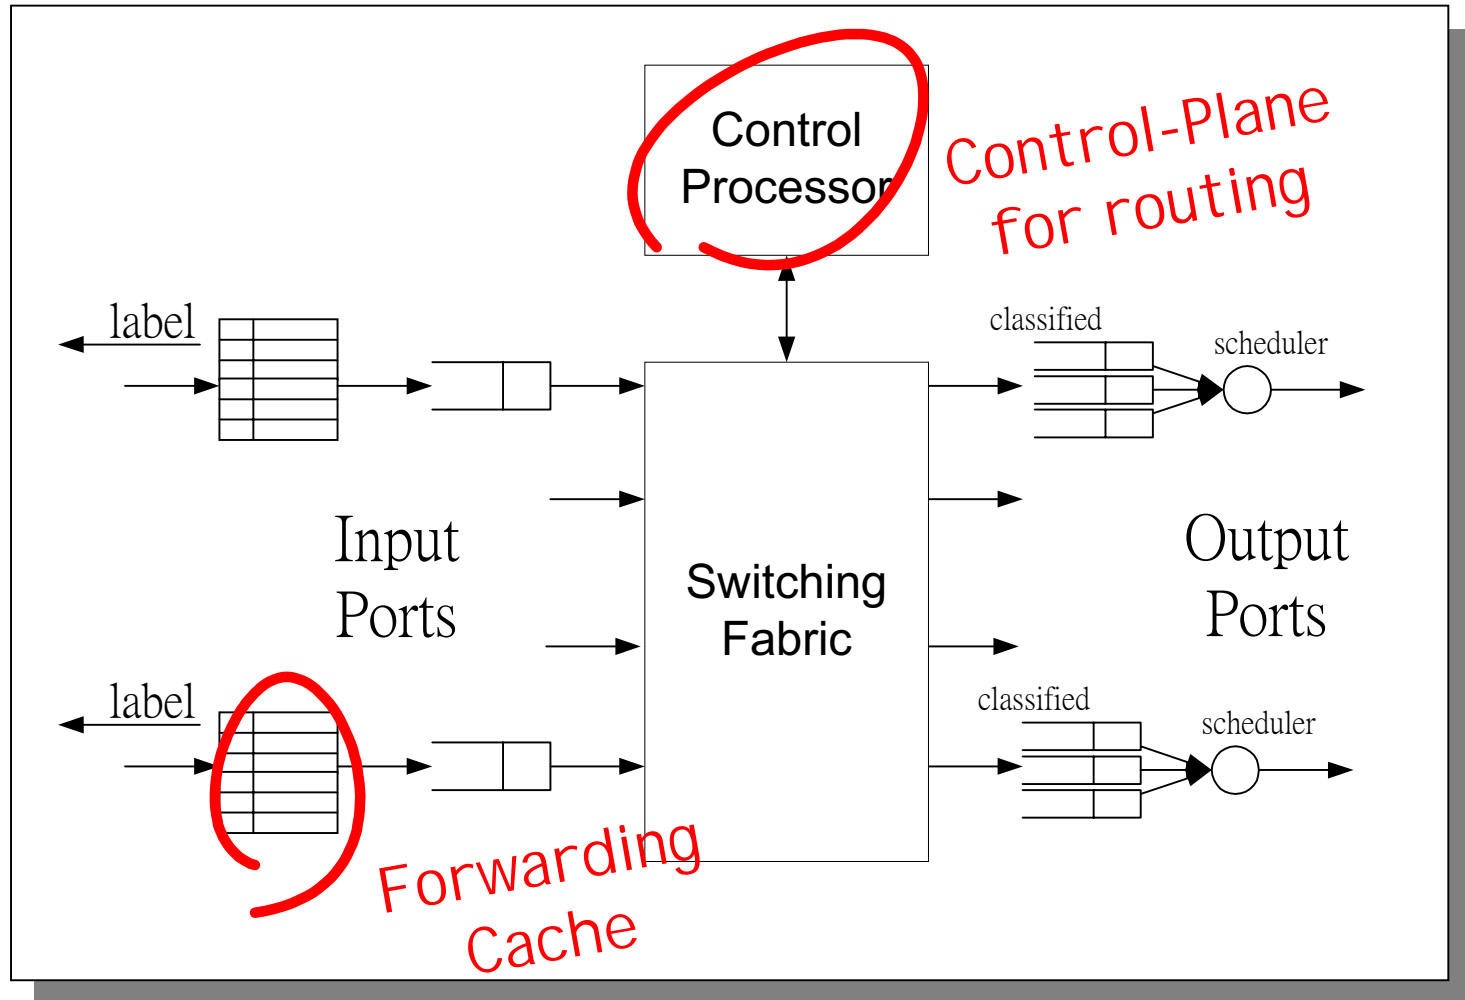 Control
Processor
Control-Plane
for routing
label
classified
scheduler
Input
Ports
Switching
Fabric
Output
Ports
label
classified
scheduler
Forwarding
Cache